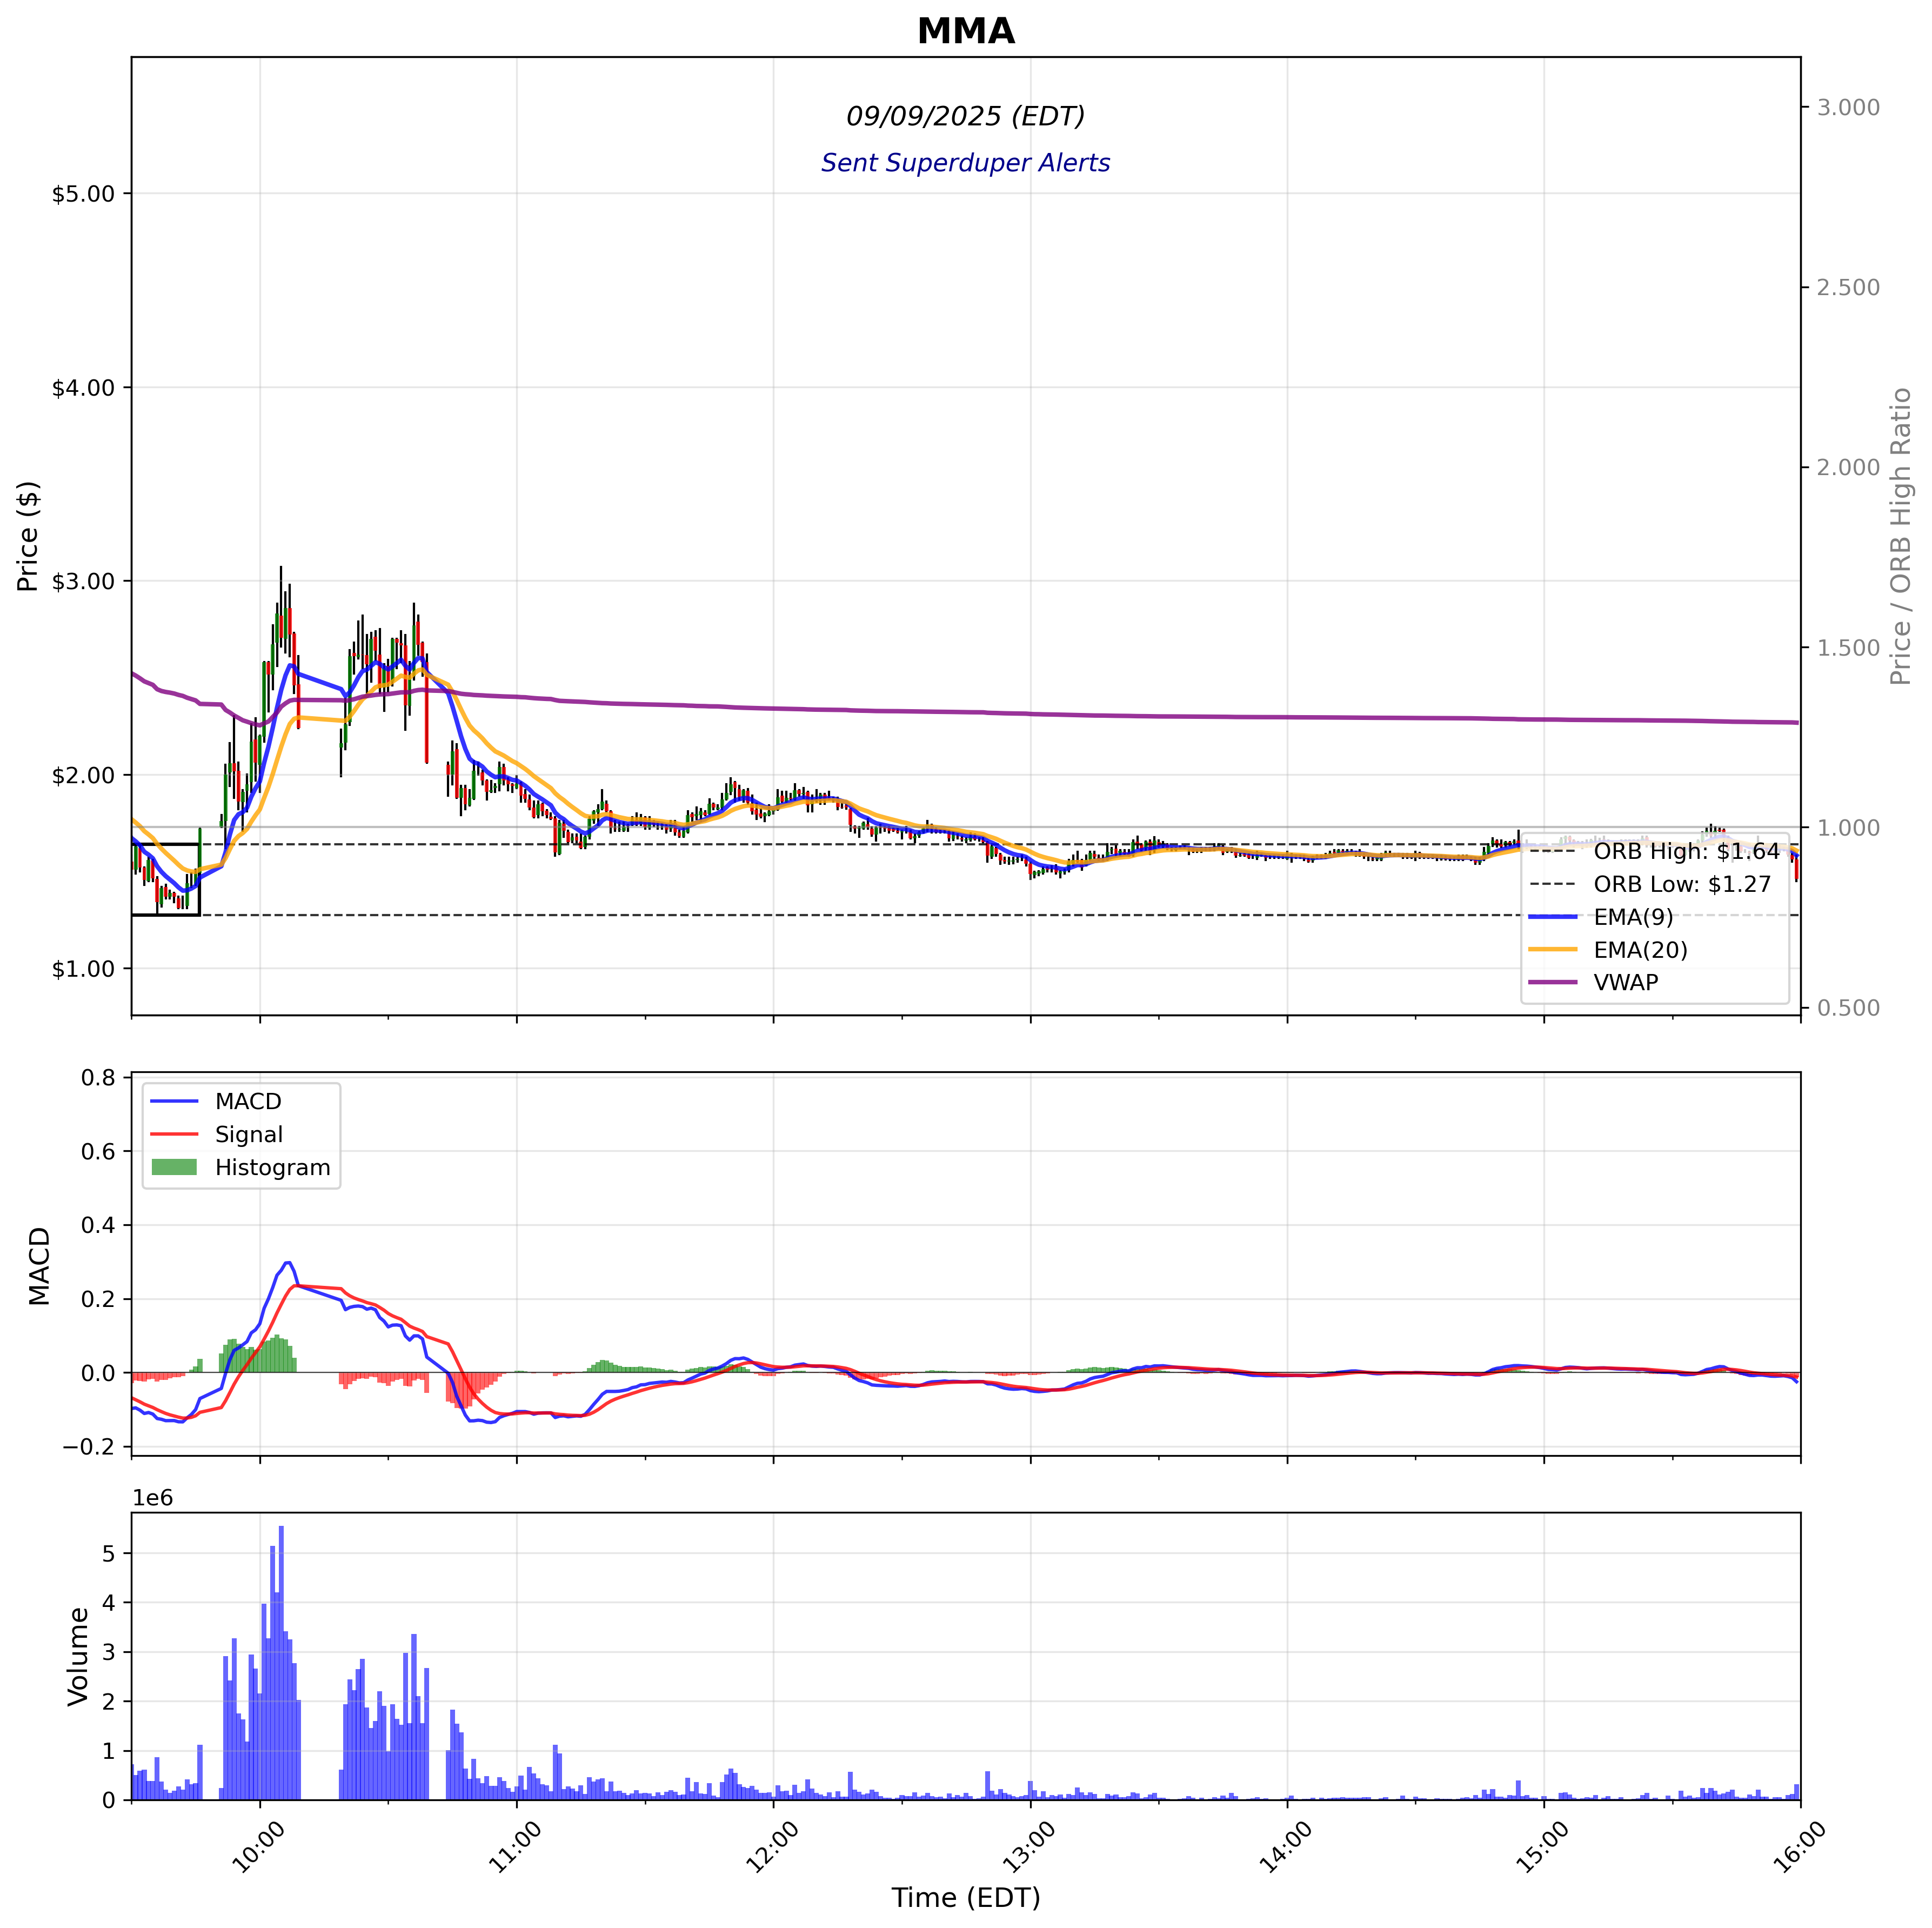 MMA
09/09/2025 (EDT)
Sent Superduper Alerts
Price ($)
$5.00
$4.00
$3.00
$2.00
$1.00
3.000
2.500
2.000
1.500
1.000
0.500
Price / ORB High Ratio
ORB High: $1.64
ORB Low: $1.27
EMA(9)
EMA(20)
VWAP
MACD
0.8
0.6
0.4
0.2
0.0
−0.2
MACD
Signal
Histogram
1e6
Volume
5
4
3
2
1
0
10:00
11:00
12:00
13:00
14:00
15:00
16:00
Time (EDT)